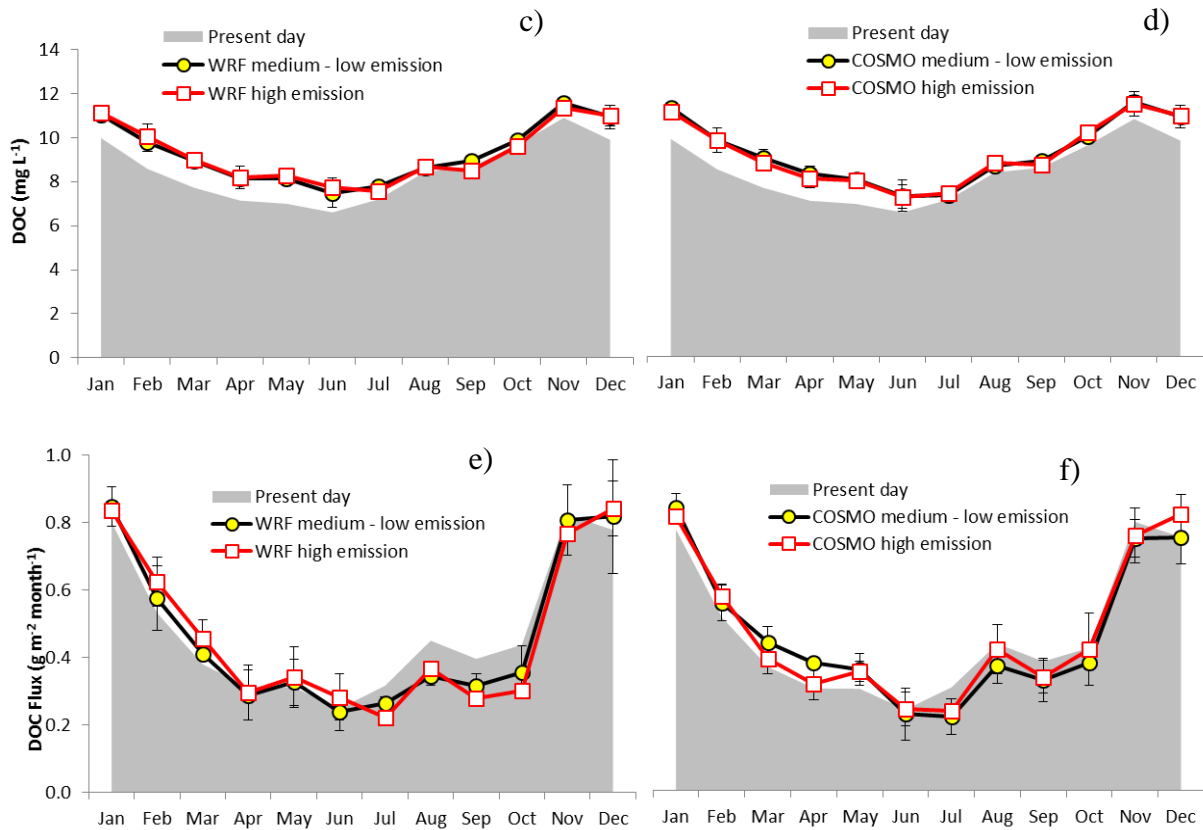 c)
Present day
WRF medium - low emission
WRF high emission
DOC (mg L-1)
14
12
10
8
6
4
2
0
Jan Feb Mar Apr May Jun Jul Aug Sep Oct Nov Dec
d)
Present day
COSMO medium - low emission
COSMO high emission
Jan Feb Mar Apr May Jun Jul Aug Sep Oct Nov Dec
e)
Present day
WRF medium - low emission
WRF high emission
DOC Flux (g m-2 month-1)
1.0
0.8
0.6
0.4
0.2
0.0
Jan Feb Mar Apr May Jun Jul Aug Sep Oct Nov Dec
f)
Present day
COSMO medium - low emission
COSMO high emission
Jan Feb Mar Apr May Jun Jul Aug Sep Oct Nov Dec